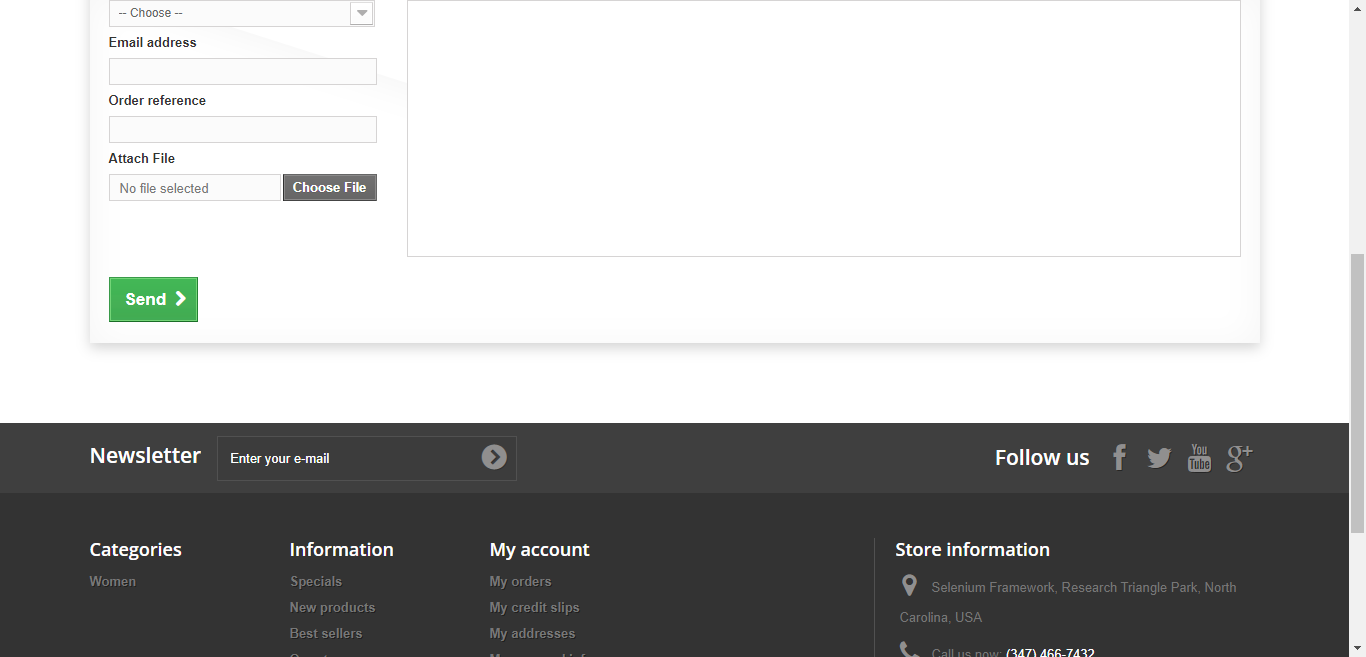 -- Choose --
Email address
Order reference
Attach File
No file selected Choose File
Send
Newsletter Enter your e-mail
Follow us
You
Tube
g+
Categories
Women
Information
Specials
New products
Best sellers
My account
My orders
My credit slips
My addresses
Store information
Selenium Framework, Research Triangle Park, North
Carolina, USA
Call us now: (347) 466-7432